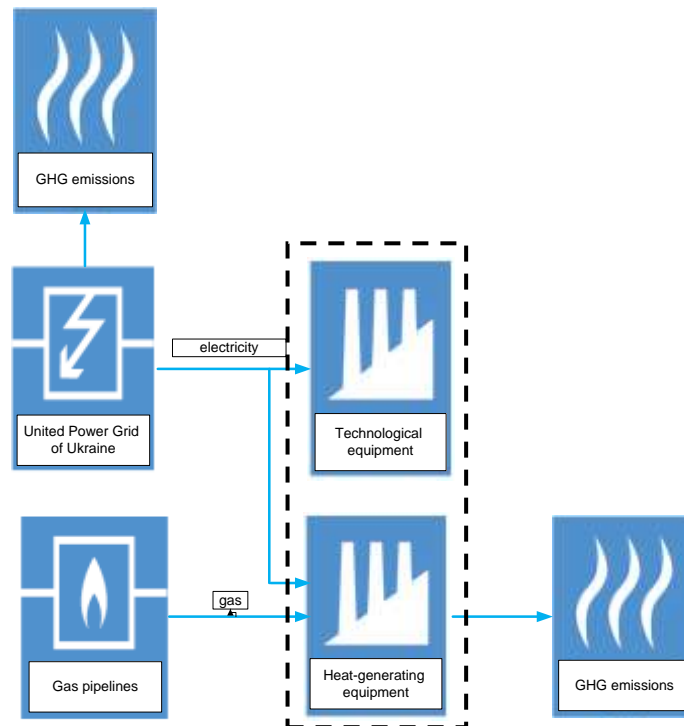 GHG emissions
electricity
United Power Grid
of Ukraine
Technological
equipment
gas
Gas pipelines
Heat-generating
equipment
GHG emissions